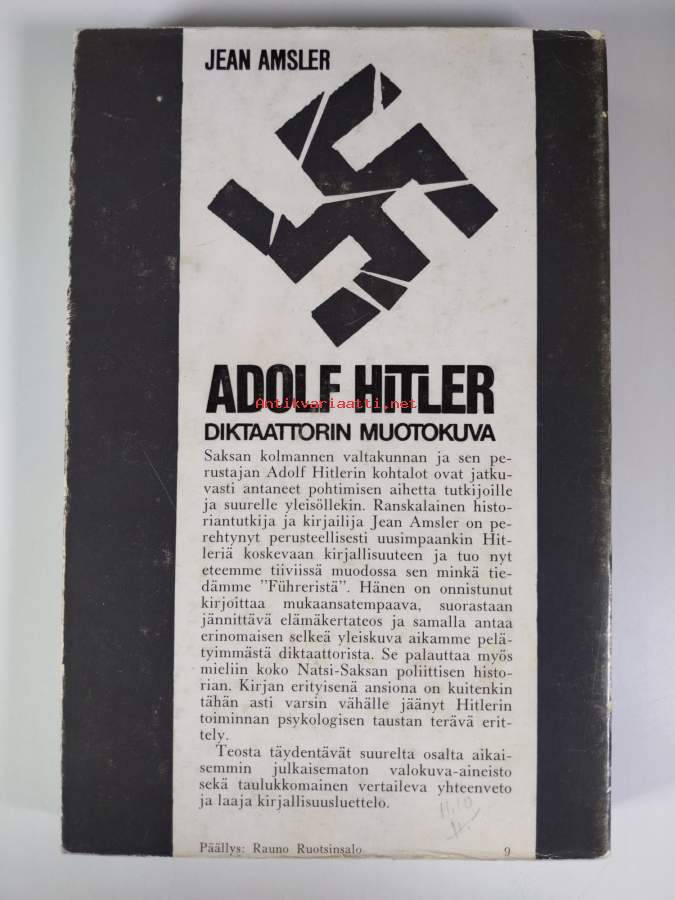 JEAN AMSLER
ADOLF HITLER
Antikvariaatti.net
DIKTAATTORIN MUOTOKUVA
Saksan kolmannen valtakunnan ja sen pe-
rustajan Adolf Hitlerin kohtalot ovat jatku-
vasti antaneet pohtimisen aihetta tutkijoille
ja suurelle yleisöllekin. Ranskalainen histo-
riantutkija ja kirjailija Jean Amsler on pe-
rehtynyt perusteellisesti uusimpaankin Hit-
leriä koskevaan kirjallisuuteen ja tuo nyt
eteemme tiiviissä muodossa sen minkä tie-
dämme "Führeristä". Hänen on onnistunut
kirjoittaa mukaansatempaava, suorastaan
jännittävä elämäkertateos ja samalla antaa
erinomaisen selkeä yleiskuva aikamme pelä-
tyimmästä diktaattorista. Se palauttaa myös
mieliin koko Natsi-Saksan poliittisen histo-
rian. Kirjan erityisenä ansiona on kuitenkin
tähän asti varsin vähälle jäänyt Hitlerin
toiminnan psykologisen taustan terävä erit-
tely.
Teosta täydentävät suurelta osalta aikai-
semmin julkaisematon valokuva-aineisto
sekä taulukkomainen vertaileva yhteenveto
ja laaja kirjallisuusluettelo.
Päällys: Rauno Ruotsinsalo 9